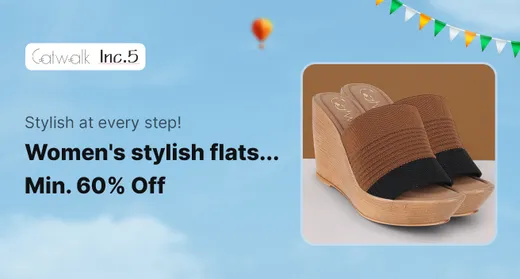 Catwalk Inc.5
Stylish at every step!
Women's stylish flats...
Min. 60% Off